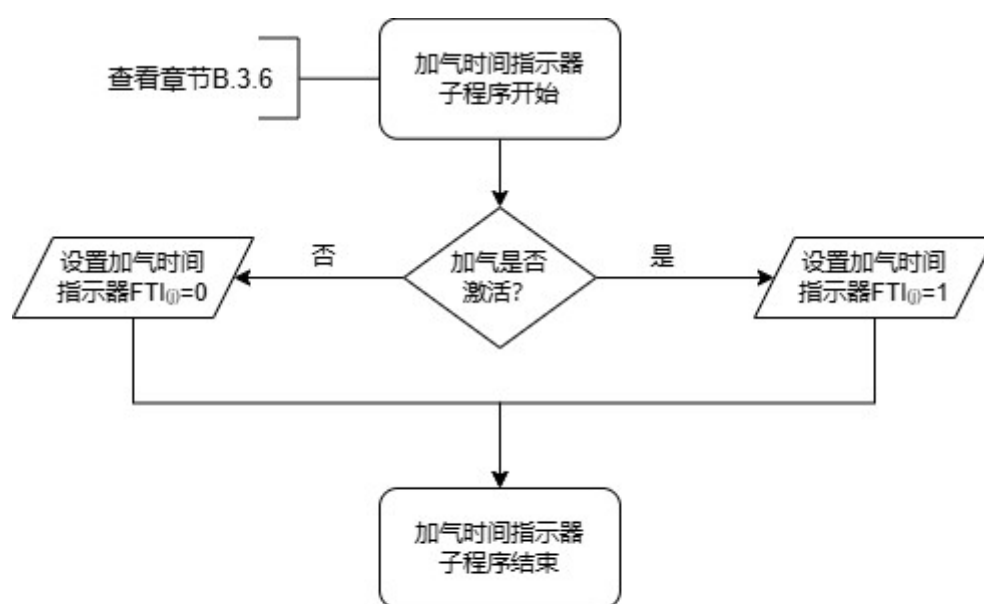 加气时间指示器
子程序开始
查看章节B.3.6
加气是否
激活?
否
是
设置加气时间
指示器FTI(j)=0
设置加气时间
指示器FTI(j)=1
加气时间指示器
子程序结束